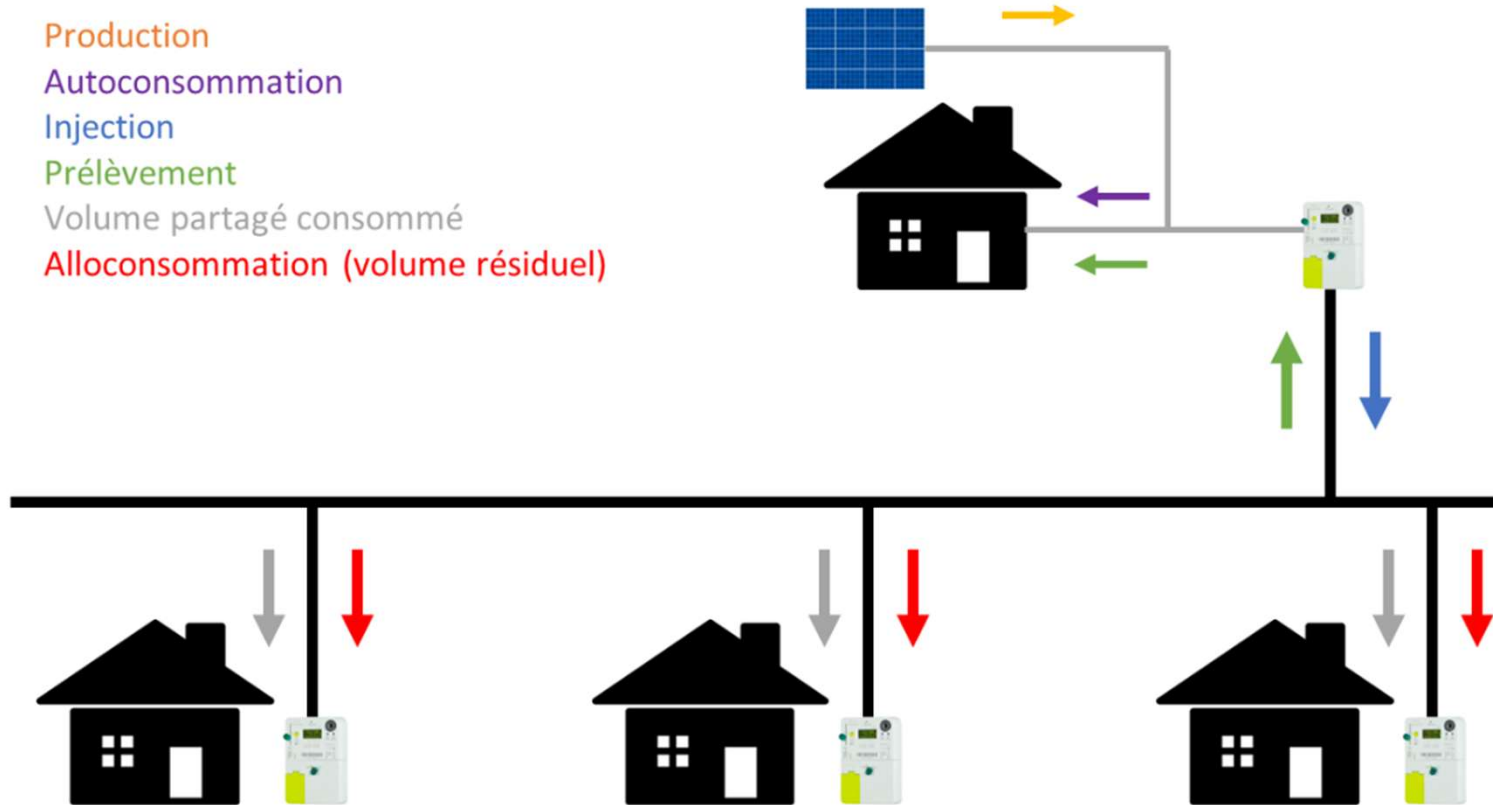 Production
Autoconsommation
Injection
Prélèvement
Volume partagé consommé
Alloconsommation (volume résiduel)